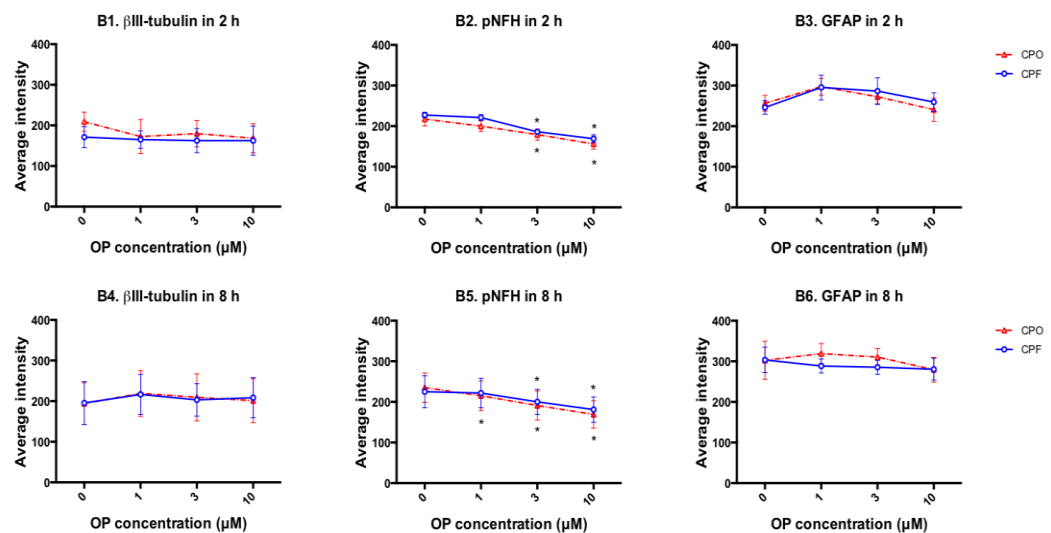 B1. βIII-tubulin in 2 h
B2. pNFH in 2 h
B3. GFAP in 2 h
400
300
200
100
0
Average intensity
0
1
3
10
OP concentration (µM)
400
300
200
100
0
Average intensity
*
*
*
*
0
1
3
10
OP concentration (µM)
400
300
200
100
0
Average intensity
0
1
3
10
OP concentration (µM)
CPO
CPF
B4. βIII-tubulin in 8 h
B5. pNFH in 8 h
B6. GFAP in 8 h
400
300
200
100
0
Average intensity
0
1
3
10
OP concentration (µM)
400
300
200
100
0
Average intensity
*
*
*
*
*
0
1
3
10
OP concentration (µM)
400
300
200
100
0
Average intensity
0
1
3
10
OP concentration (µM)
CPO
CPF